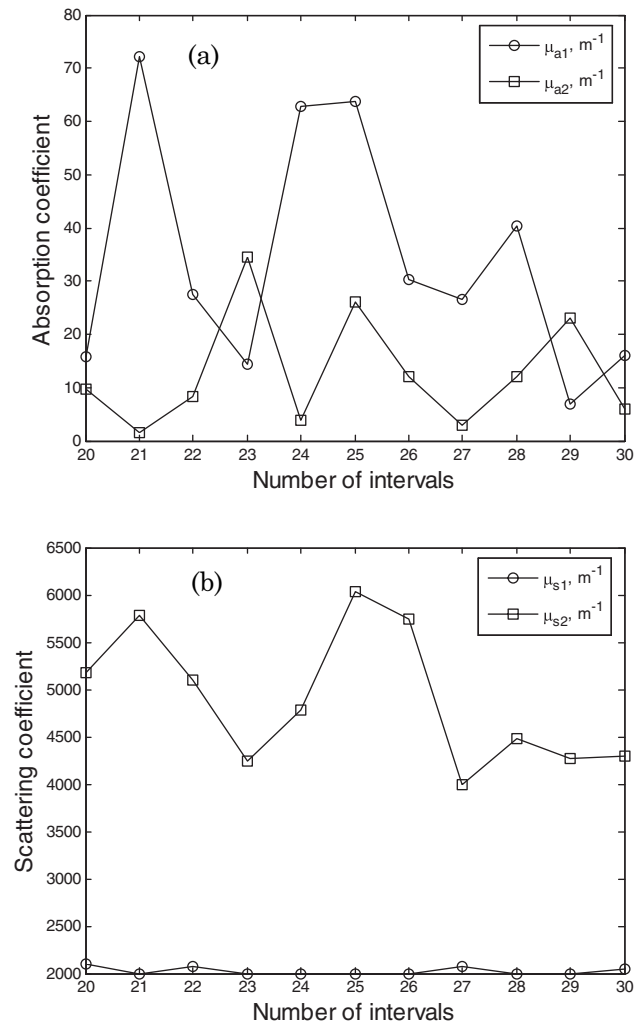 80
(a)
μa1, m-1
μa2, m-1
70
60
50
40
30
20
10
0
Absorption coefficient
20 21 22 23 24 25 26 27 28 29 30
Number of intervals
6500
(b)
μs1, m-1
μs2, m-1
6000
5500
5000
4500
4000
3500
3000
2500
2000
Scattering coefficient
20 21 22 23 24 25 26 27 28 29 30
Number of intervals